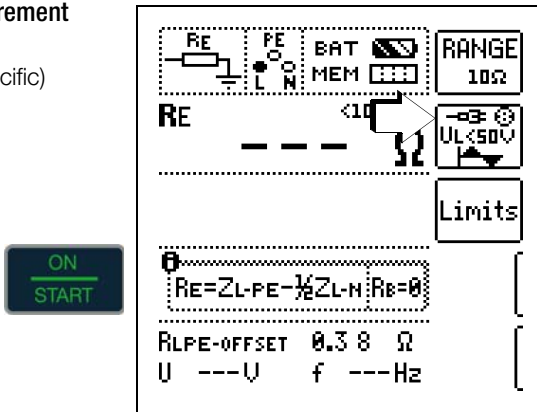 rement
cific)
ON
START
RE
PE
L N
BAT
MEM
RANGE
10Ω
RE
<10
--- Ω
UL<50V
Limits
RE=ZL-PE-½ZL-N RB=0
RLPE-OFFSET 0.38 Ω
U ---V f ---Hz